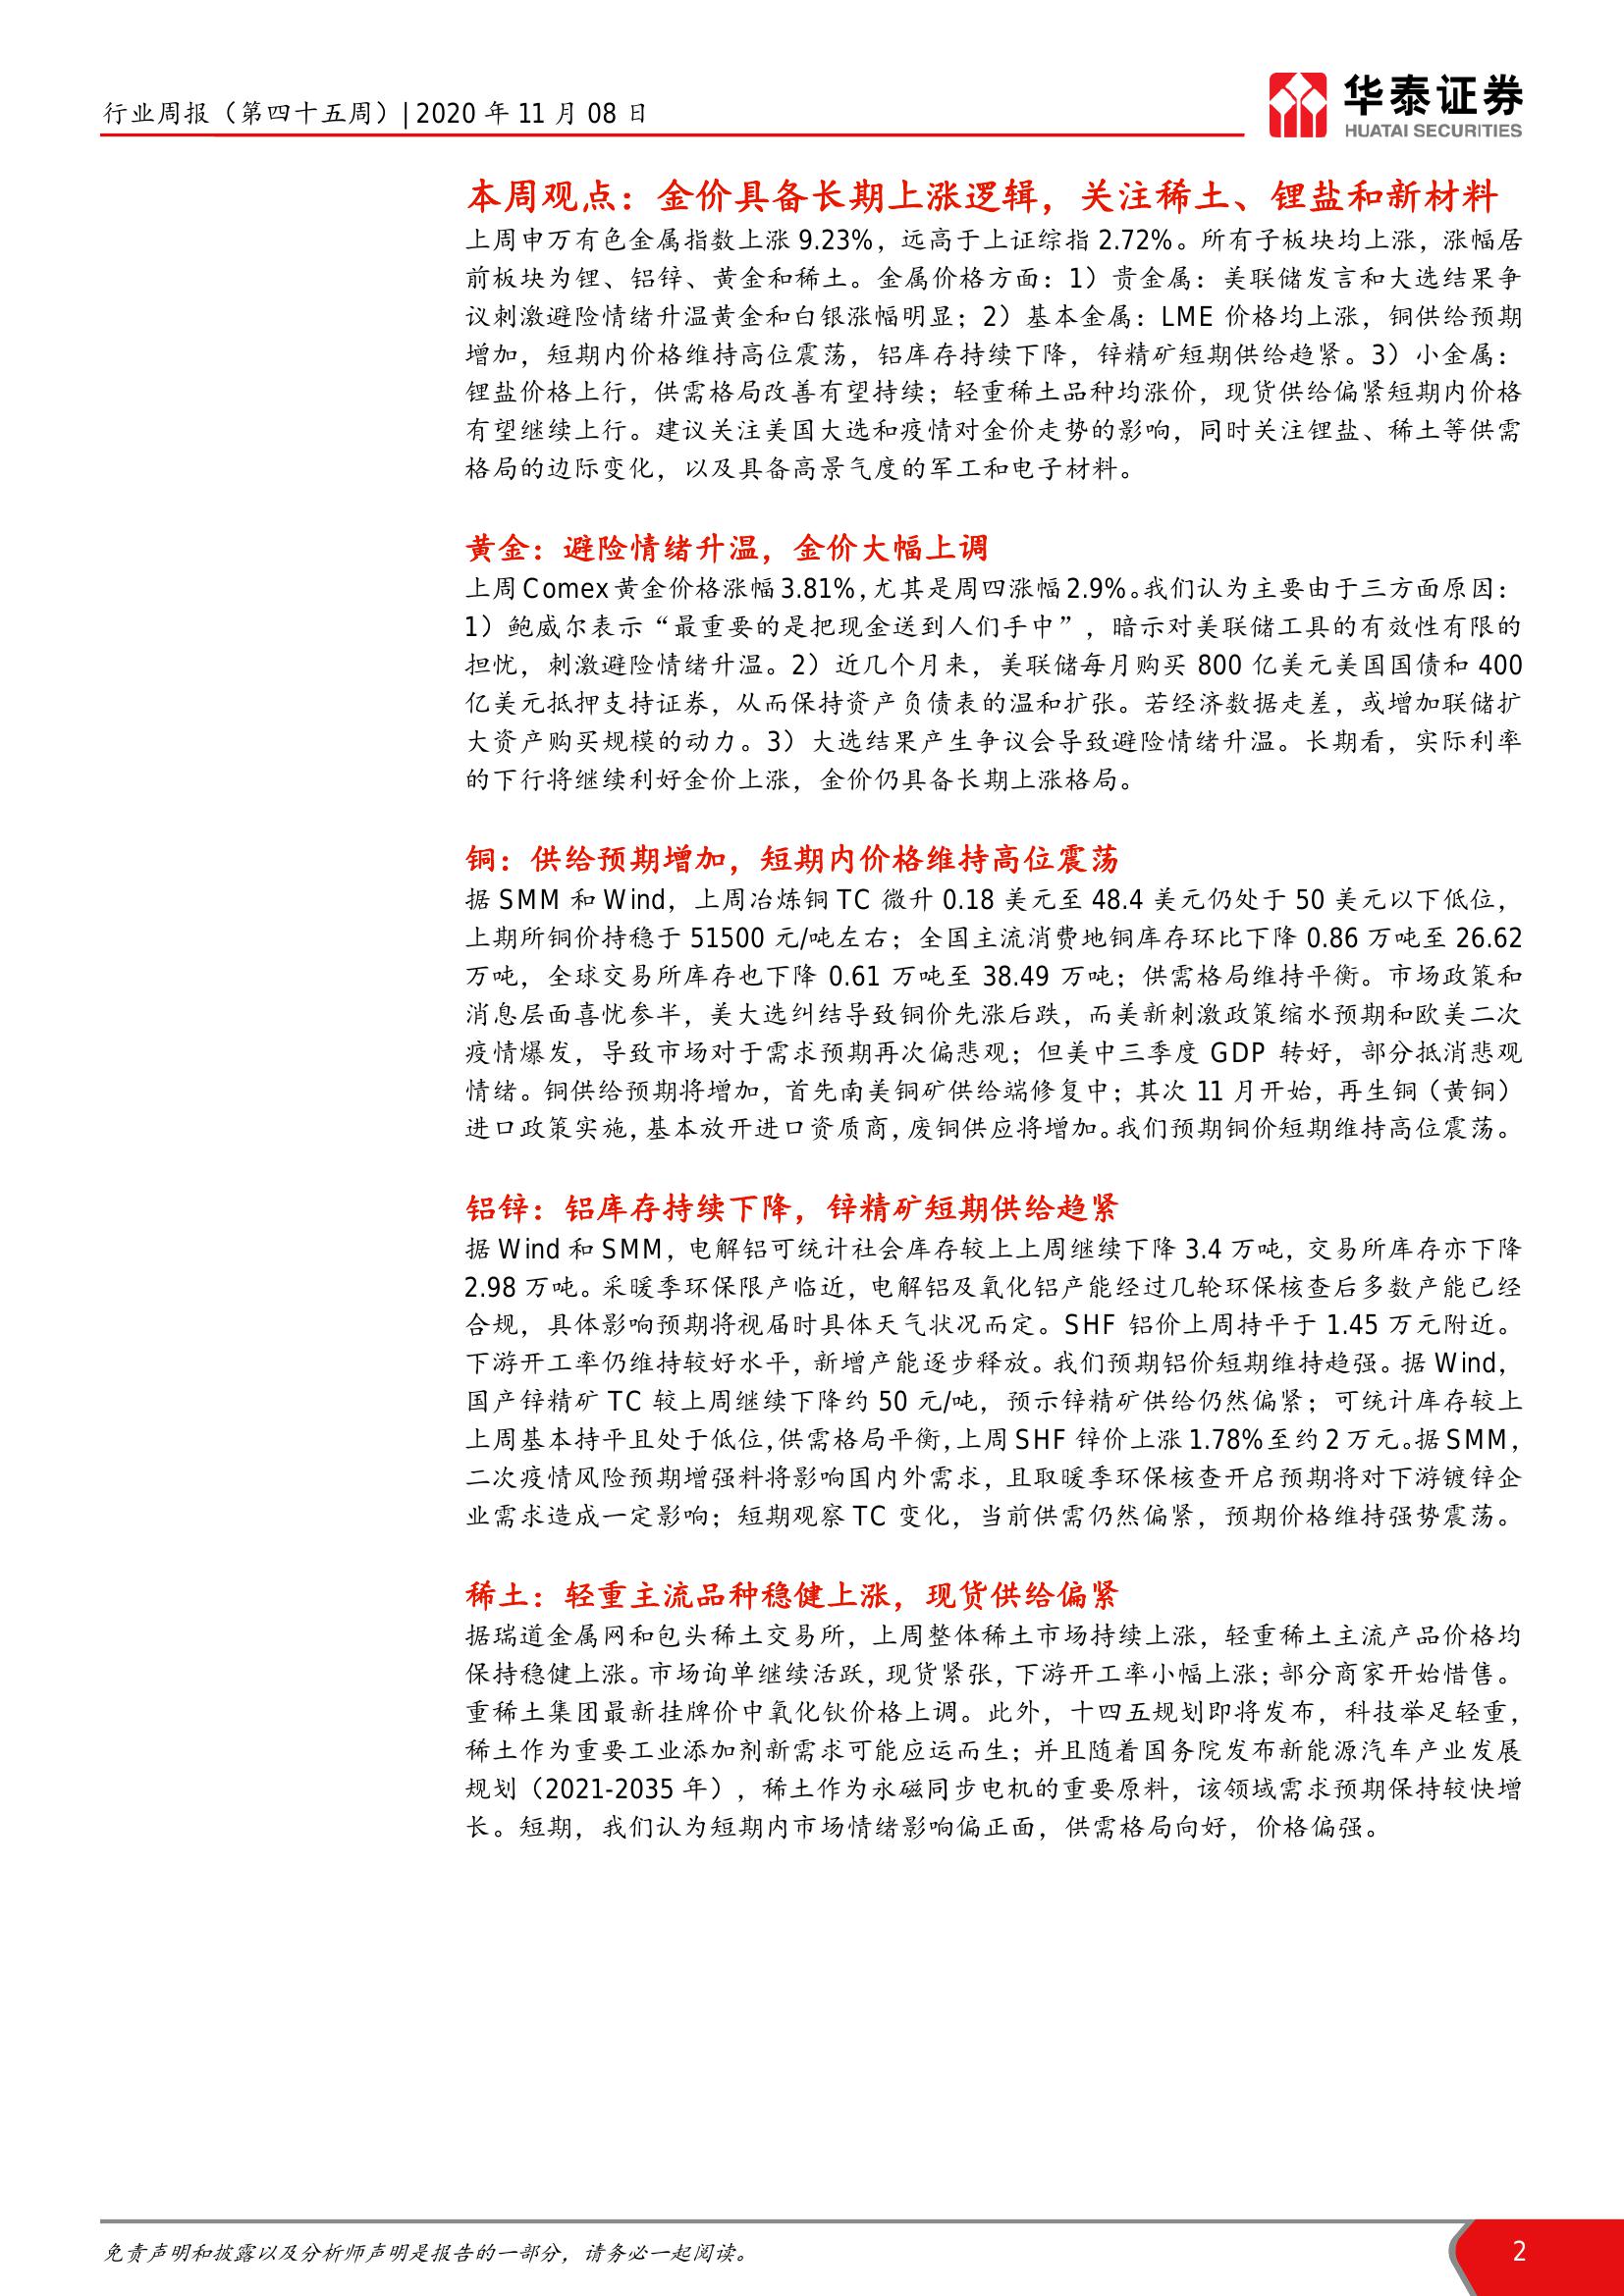 行业周报（第四十五周）| 2020 年 11 月 08 日
华泰证券
HUATAI SECURITIES
本周观点：金价具备长期上涨逻辑，关注稀土、锂盐和新材料
上周申万有色金属指数上涨 9.23%，远高于上证综指 2.72%。所有子板块均上涨，涨幅居
前板块为锂、铝锌、黄金和稀土。金属价格方面：1）贵金属：美联储发言和大选结果争
议刺激避险情绪升温黄金和白银涨幅明显；2）基本金属：LME 价格均上涨，铜供给预期
增加，短期内价格维持高位震荡，铝库存持续下降，锌精矿短期供给趋紧。3）小金属：
锂盐价格上行，供需格局改善有望持续；轻重稀土品种均涨价，现货供给偏紧短期内价格
有望继续上行。建议关注美国大选和疫情对金价走势的影响，同时关注锂盐、稀土等供需
格局的边际变化，以及具备高景气度的军工和电子材料。
黄金：避险情绪升温，金价大幅上调
上周 Comex 黄金价格涨幅 3.81%，尤其是周四涨幅 2.9%。我们认为主要由于三方面原因：
1）鲍威尔表示“最重要的是把现金送到人们手中”，暗示对美联储工具的有效性有限的
担忧，刺激避险情绪升温。2）近几个月来，美联储每月购买 800 亿美元美国国债和 400
亿美元抵押支持证券，从而保持资产负债表的温和扩张。若经济数据走差，或增加联储扩
大资产购买规模的动力。3）大选结果产生争议会导致避险情绪升温。长期看，实际利率
的下行将继续利好金价上涨，金价仍具备长期上涨格局。
铜：供给预期增加，短期内价格维持高位震荡
据 SMM 和 Wind，上周冶炼铜 TC 微升 0.18 美元至 48.4 美元仍处于 50 美元以下低位，
上期所铜价持稳于 51500 元/吨左右；全国主流消费地铜库存环比下降 0.86 万吨至 26.62
万吨，全球交易所库存也下降 0.61 万吨至 38.49 万吨；供需格局维持平衡。市场政策和
消息层面喜忧参半，美大选纠结导致铜价先涨后跌，而美新刺激政策缩水预期和欧美二次
疫情爆发，导致市场对于需求预期再次偏悲观；但美中三季度 GDP 转好，部分抵消悲观
情绪。铜供给预期将增加，首先南美铜矿供给端修复中；其次 11 月开始，再生铜（黄铜）
进口政策实施，基本放开进口资质商，废铜供应将增加。我们预期铜价短期维持高位震荡。
铝锌：铝库存持续下降，锌精矿短期供给趋紧
据 Wind 和 SMM，电解铝可统计社会库存较上上周继续下降 3.4 万吨，交易所库存亦下降
2.98 万吨。采暖季环保限产临近，电解铝及氧化铝产能经过几轮环保核查后多数产能已经
合规，具体影响预期将视届时具体天气状况而定。SHF 铝价上周持平于 1.45 万元附近。
下游开工率仍维持较好水平，新增产能逐步释放。我们预期铝价短期维持趋强。据 Wind，
国产锌精矿 TC 较上周继续下降约 50 元/吨，预示锌精矿供给仍然偏紧；可统计库存较上
上周基本持平且处于低位，供需格局平衡，上周 SHF 锌价上涨 1.78%至约 2 万元。据 SMM，
二次疫情风险预期增强料将影响国内外需求，且取暖季环保核查开启预期将对下游镀锌企
业需求造成一定影响；短期观察 TC 变化，当前供需仍然偏紧，预期价格维持强势震荡。
稀土：轻重主流品种稳健上涨，现货供给偏紧
据瑞道金属网和包头稀土交易所，上周整体稀土市场持续上涨，轻重稀土主流产品价格均
保持稳健上涨。市场询单继续活跃，现货紧张，下游开工率小幅上涨；部分商家开始惜售。
重稀土集团最新挂牌价中氧化钬价格上调。此外，十四五规划即将发布，科技举足轻重，
稀土作为重要工业添加剂新需求可能应运而生；并且随着国务院发布新能源汽车产业发展
规划（2021-2035 年），稀土作为永磁同步电机的重要原料，该领域需求预期保持较快增
长。短期，我们认为短期内市场情绪影响偏正面，供需格局向好，价格偏强。
免责声明和披露以及分析师声明是报告的一部分，请务必一起阅读。
2